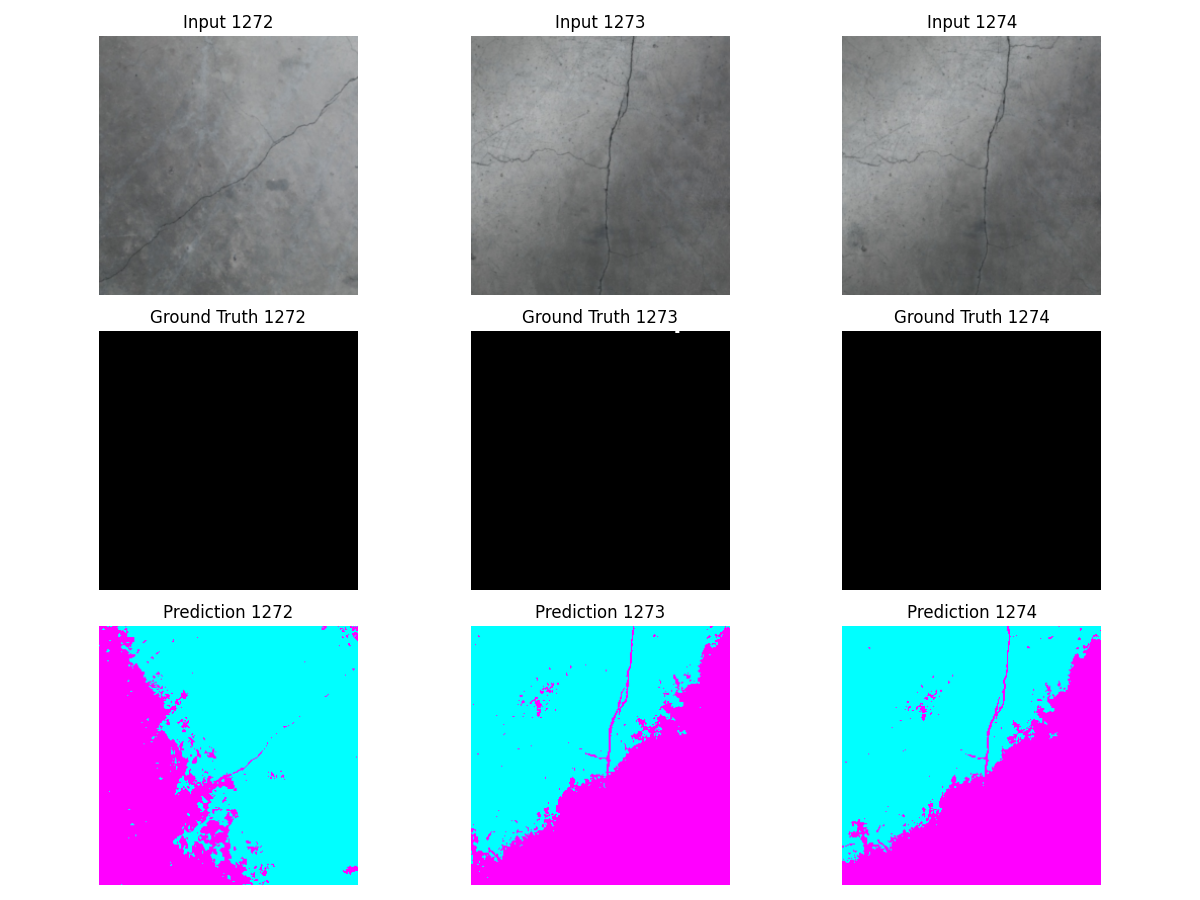 Input 1272
Input 1273
Input 1274
Ground Truth 1272
Ground Truth 1273
Ground Truth 1274
Prediction 1272
Prediction 1273
Prediction 1274